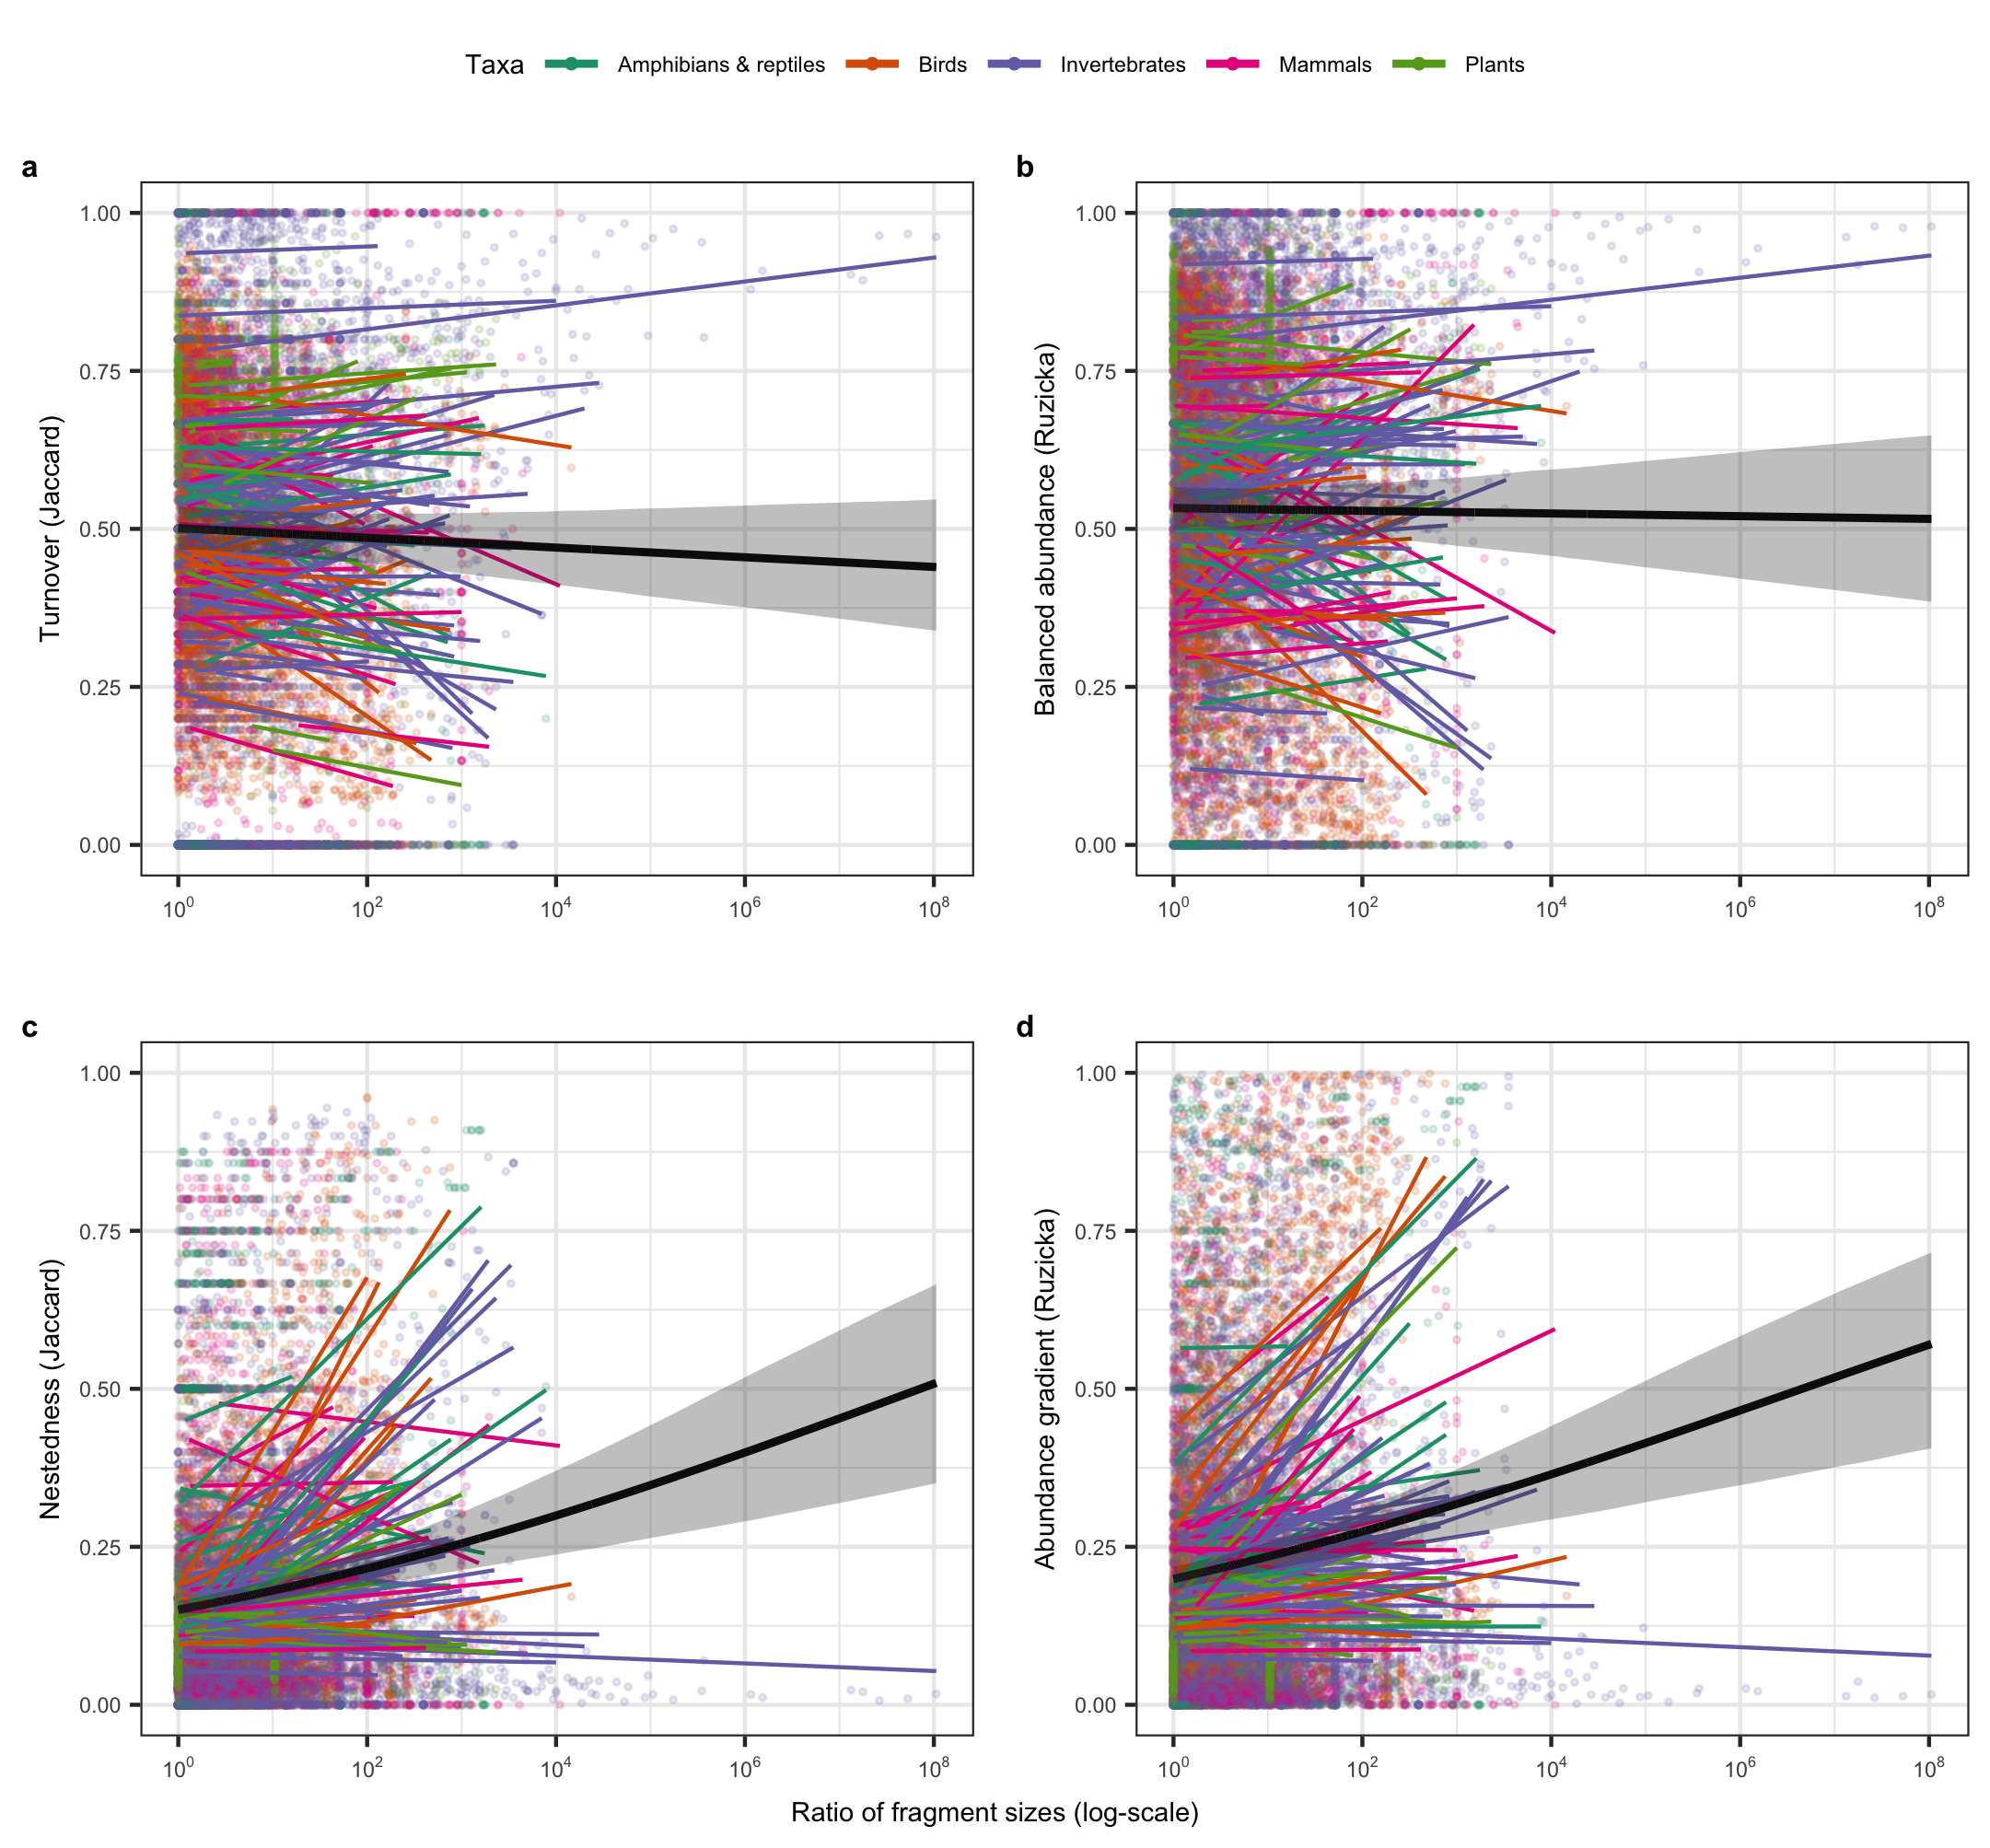 Taxa Amphibians & reptiles Birds Invertebrates Mammals Plants
a
b
Turnover (Jaccard)
1.00
0.75
0.50
0.25
0.00
10⁰ 10² 10⁴ 10⁶ 10⁸
Balanced abundance (Ruzicka)
1.00
0.75
0.50
0.25
0.00
10⁰ 10² 10⁴ 10⁶ 10⁸
c
d
Nestedness (Jaccard)
1.00
0.75
0.50
0.25
0.00
10⁰ 10² 10⁴ 10⁶ 10⁸
Abundance gradient (Ruzicka)
1.00
0.75
0.50
0.25
0.00
10⁰ 10² 10⁴ 10⁶ 10⁸
Ratio of fragment sizes (log-scale)